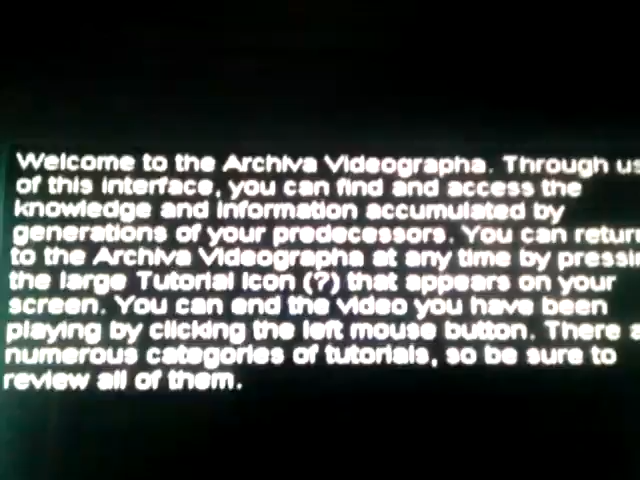 Welcome to the Archiva Videographa. Through us
of this interface, you can find and access the
knowledge and information accumulated by
generations of your predecessors. You can return
to the Archiva Videographa at any time by pressin
the large Tutorial Icon (?) that appears on your
screen. You can end the video you have been
playing by clicking the left mouse button. There a
numerous categories of tutorials, so be sure to
review all of them.